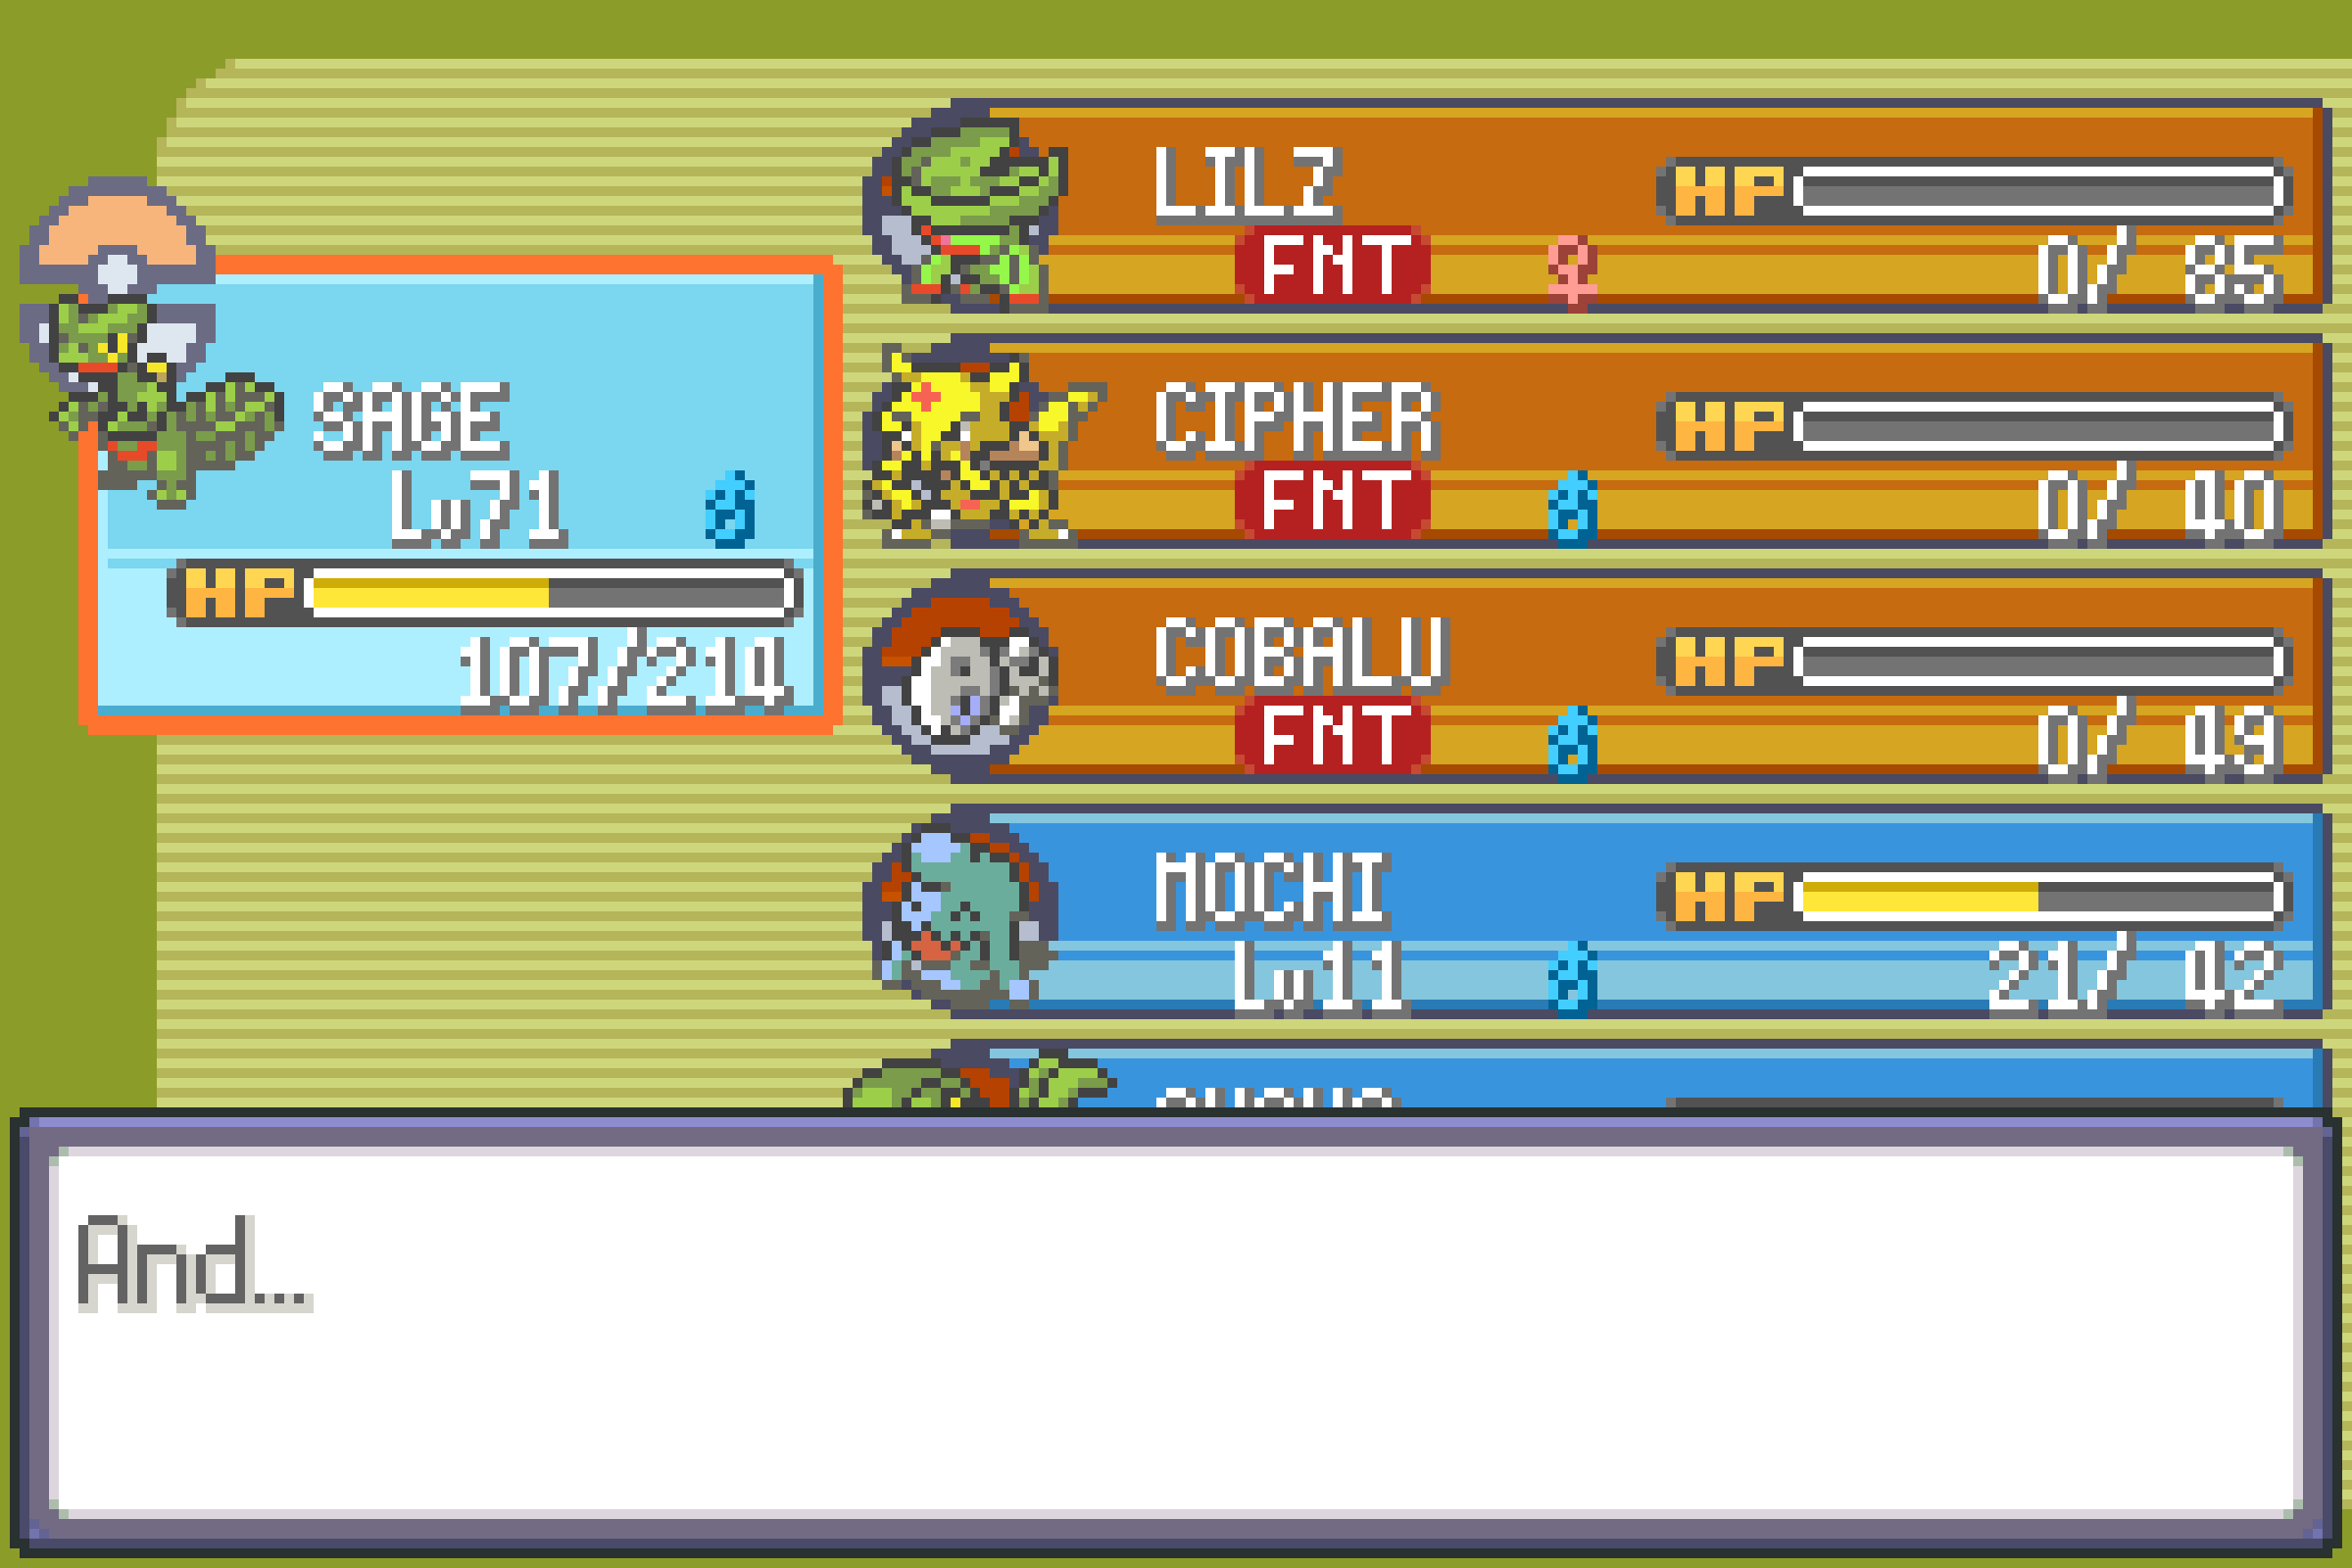 SAGE
Lv71 ♂
HP
107/214
LILZ
HP
FNT ♀ 0/ 85
CIPHER
HP
FNT ♂ 0/ 40
COBALU
HP
FNT ♂ 0/ 49
MOCHI
HP
Lv11 ♂ 21/ 42
And...